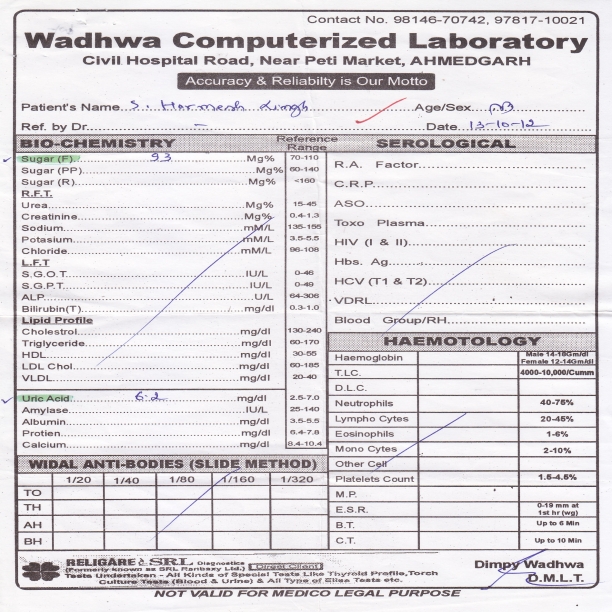 Contact No. 98146-70742, 97817-10021
Wadhwa Computerized Laboratory
Civil Hospital Road, Near Peti Market, AHMEDGARH
Accuracy & Reliabilty is Our Motto
Patient's Name S. Harmesh Singh Age/Sex
Ref. by Dr. – Date 13-10-12
BIO-CHEMISTRY Reference Range
Sugar (F) 93 Mg% 70-110
Sugar (PP) Mg% 60-140
Sugar (R) Mg% <160
R.F.T.
Urea Mg% 15-45
Creatinine Mg% 0.4-1.3
Sodium mM/L 135-155
Potasium mM/L 3.5-5.5
Chloride mM/L 98-108
L.F.T
S.G.O.T. IU/L 0-46
S.G.P.T. IU/L 0-49
ALP U/L 64-306
Bilirubin(T) mg/dl 0.3-1.0
Lipid Profile
Cholestrol mg/dl 130-240
Triglyceride mg/dl 60-170
HDL mg/dl 30-55
LDL Chol mg/dl 60-185
VLDL mg/dl 20-40
Uric Acid 6.2 mg/dl 2.5-7.0
Amylase IU/L 25-140
Albumin mg/dl 3.5-5.5
Protien mg/dl 6.4-7.8
Calcium mg/dl 8.4-10.4
WIDAL ANTI-BODIES (SLIDE METHOD)
1/20 1/40 1/80 1/160 1/320
TO
TH
AH
BH
SEROLOGICAL
R.A. Factor
C.R.P.
ASO
Toxo Plasma
HIV (I & II)
Hbs. Ag
HCV (T1 & T2)
VDRL
Blood Group/RH
HAEMOTOLOGY
Haemoglobin Male 14-18Gm/dl
Female 12-14Gm/dl
T.L.C. 4000-10,000/Cumm
D.L.C.
Neutrophils 40-75%
Lympho Cytes 20-45%
Eosinophils 1-6%
Mono Cytes 2-10%
Other Cell
Platelets Count 1.5-4.5%
M.P.
E.S.R. 0-19 mm at
1st hr (wg)
B.T. Up to 6 Min
C.T. Up to 10 Min
RELIGARE SRL Diagnostics
(Formerly known as SRL Ranbaxy Ltd.) Direct Client
Tests Undertaken - All Kinds of Special Tests Like Thyroid Profile,Torch
Culture Tests (Blood & Urine) & All Type of Elisa Tests etc.
Dimpy Wadhwa
D.M.L.T.
NOT VALID FOR MEDICO LEGAL PURPOSE